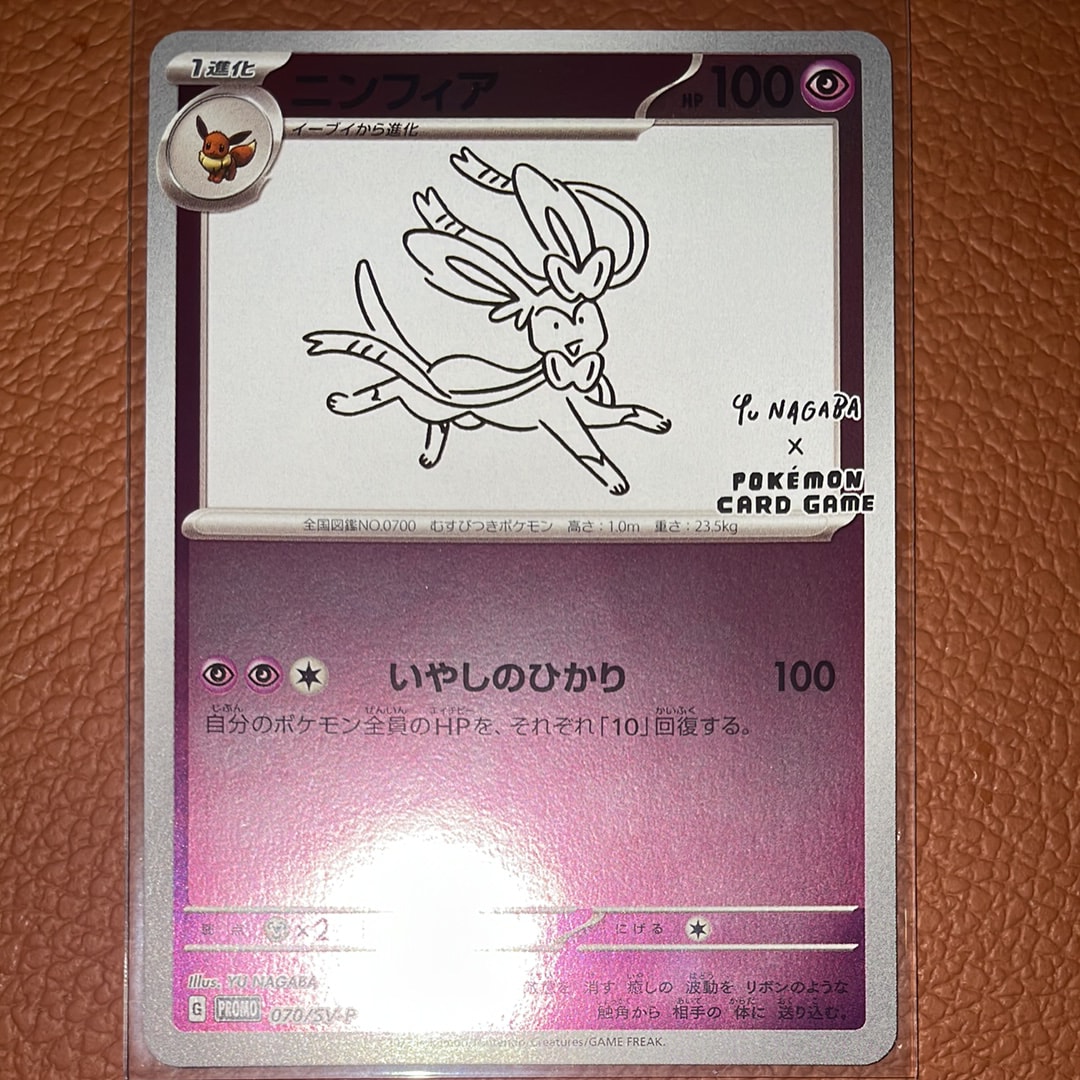 1進化
ニンフィア
HP 100
イーブイから進化
Yu NAGABA
×
POKÉMON
CARD GAME
全国図鑑NO.0700 むすびつきポケモン 高さ:1.0m 重さ:23.5kg
いやしのひかり 100
自分のポケモン全員のHPを、それぞれ「10」回復する。
弱点 ×2 にげる
Illus. YU NAGABA
消す 癒しの 波動を リボンのような
G PROMO 070/SV-P
触角から 相手の 体に 送り込む。
Creatures/GAME FREAK.